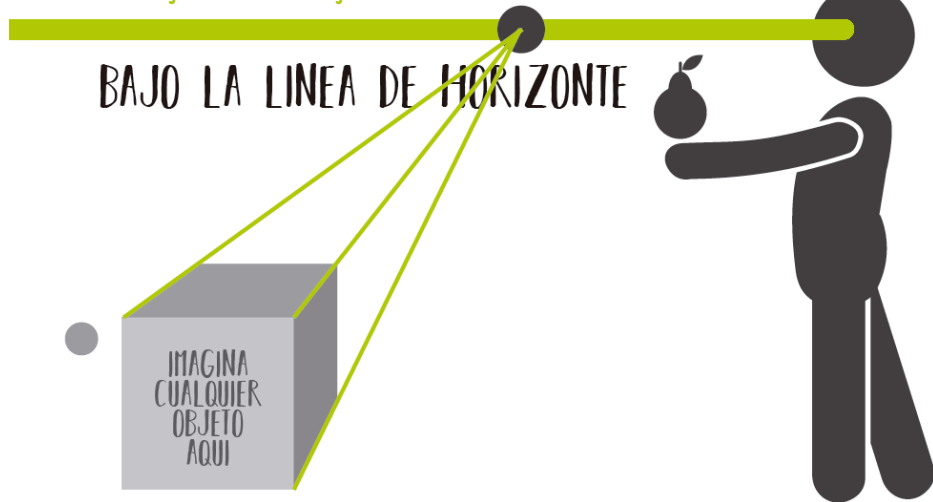 BAJO LA LINEA DE HORIZONTE
IMAGINA
CUALQUIER
OBJETO
AQUI